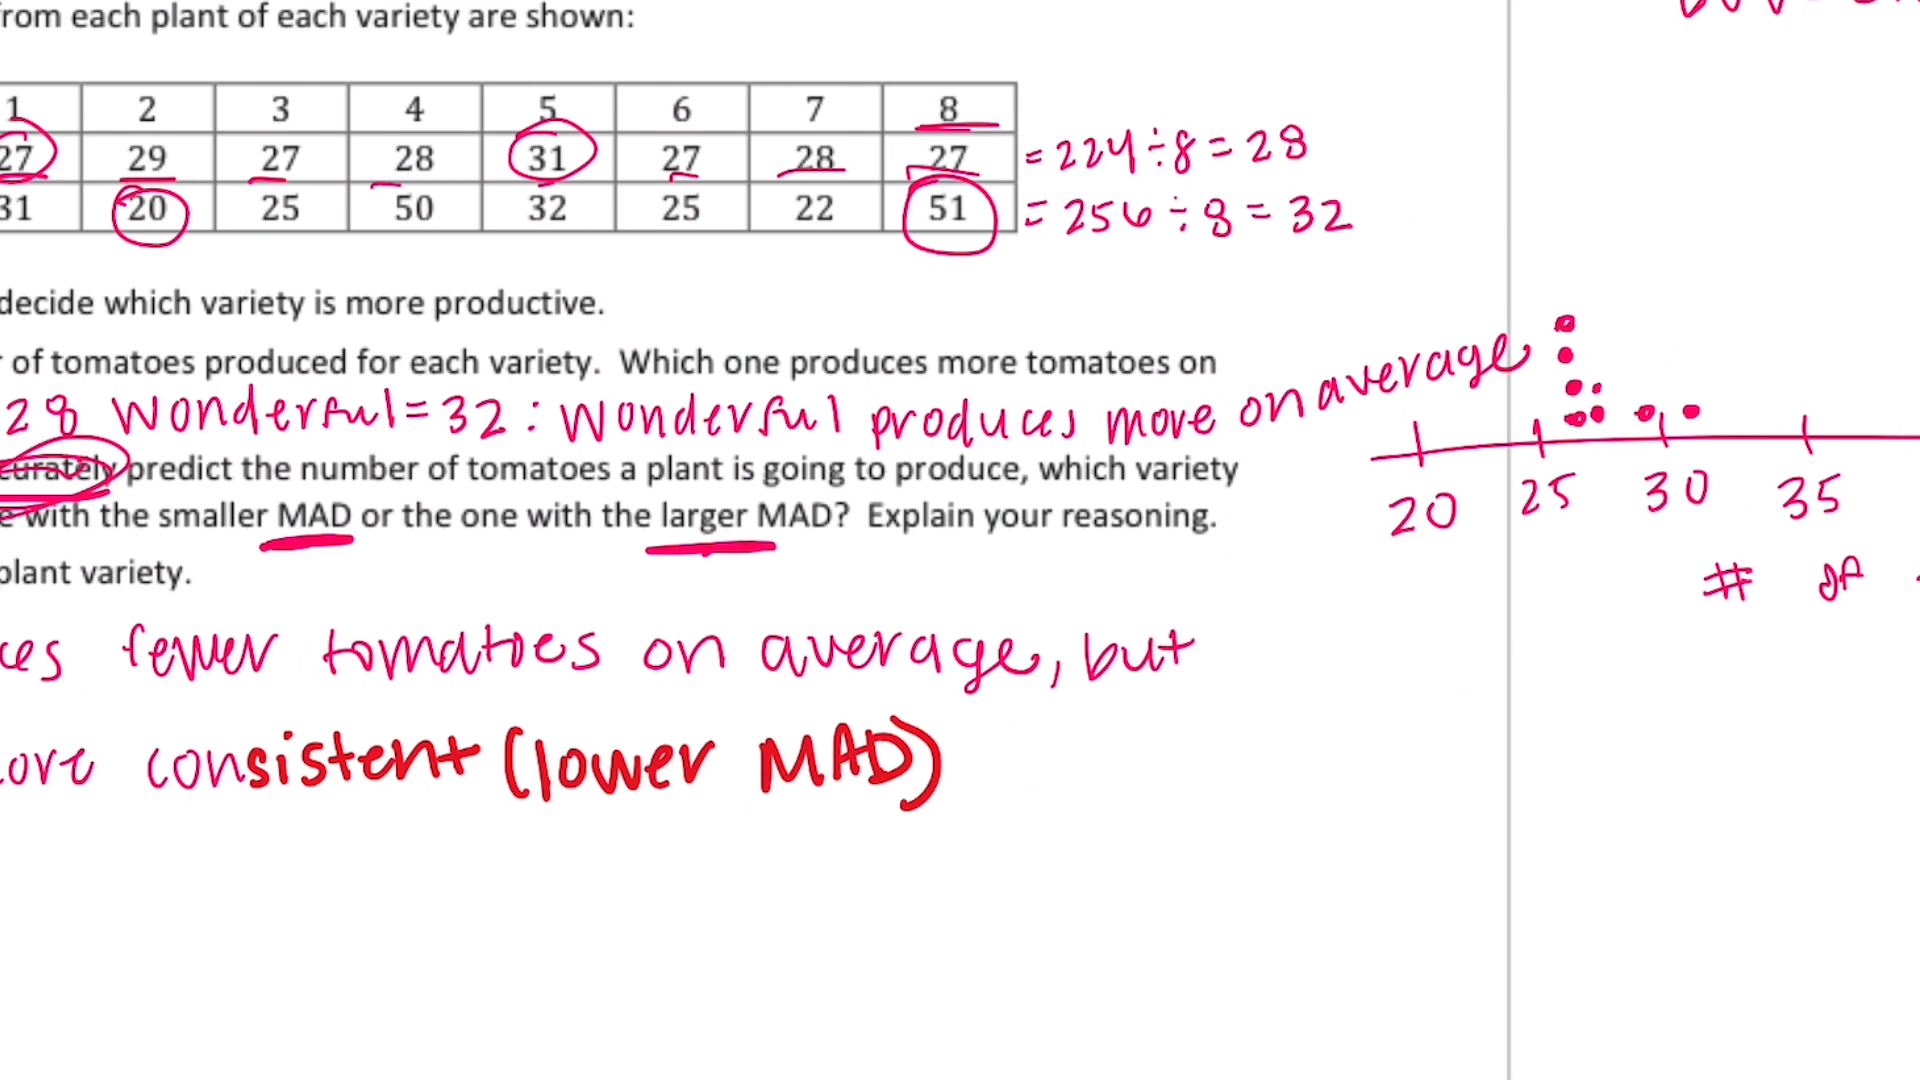 from each plant of each variety are shown:
1 2 3 4 5 6 7 8
27 29 27 28 31 27 28 27 = 224 ÷ 8 = 28
31 20 25 50 32 25 22 51 = 256 ÷ 8 = 32
decide which variety is more productive.
of tomatoes produced for each variety. Which one produces more tomatoes on
28 Wonderful = 32 : Wonderful produces more on average
predict the number of tomatoes a plant is going to produce, which variety
with the smaller MAD or the one with the larger MAD? Explain your reasoning.
plant variety.
fewer tomatoes on average, but
consistent (lower MAD)
20 25 30 35
# of